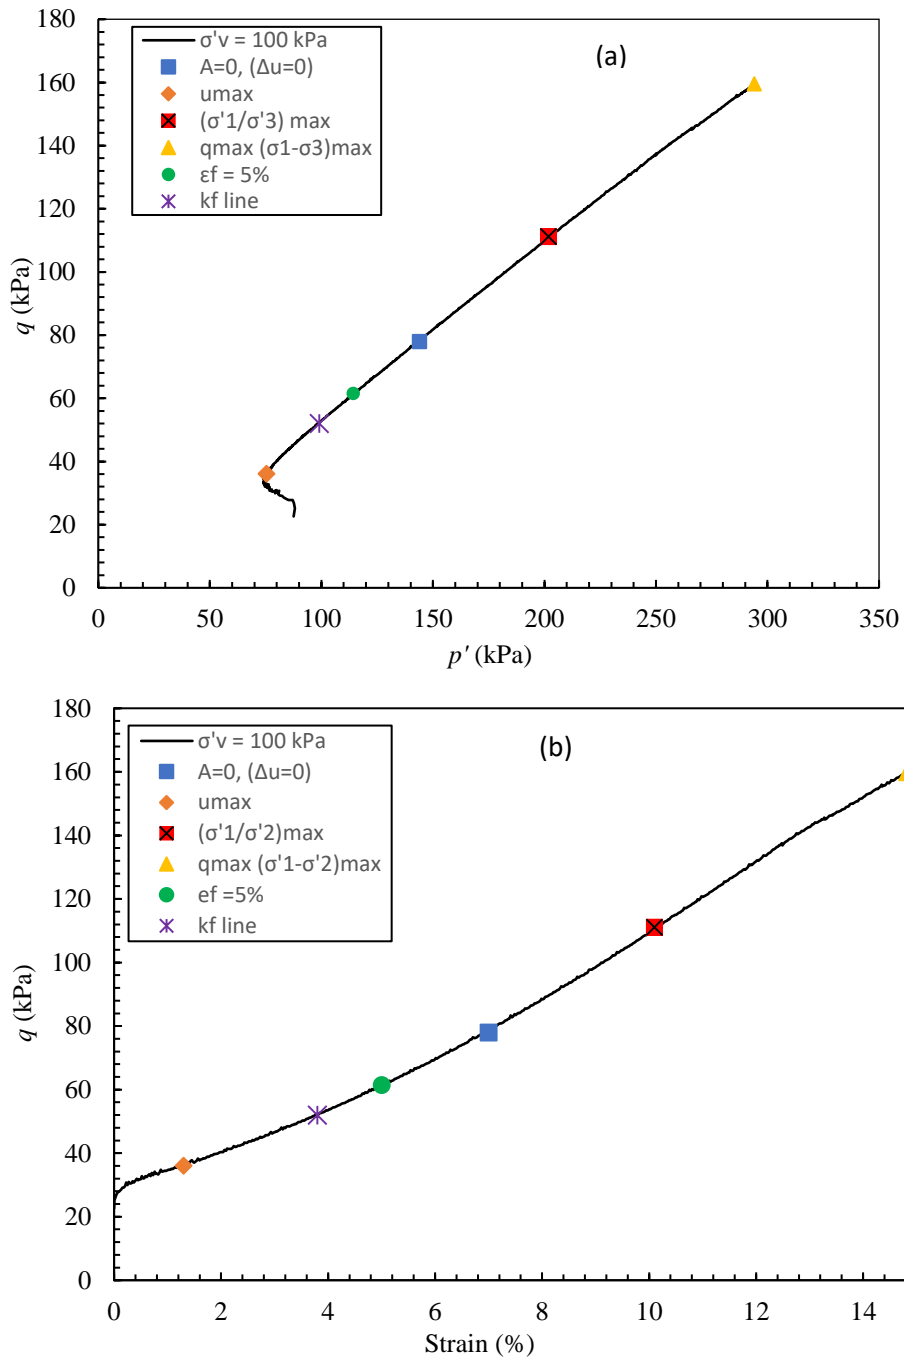 180
160
140
120
100
80
60
40
20
0
q (kPa)
σ'v = 100 kPa
A=0, (Δu=0)
umax
(σ'1/σ'3) max
qmax (σ1-σ3)max
εf = 5%
kf line
(a)
0 50 100 150 200 250 300 350
p' (kPa)
180
160
140
120
100
80
60
40
20
0
q (kPa)
σ'v = 100 kPa
A=0, (Δu=0)
umax
(σ'1/σ'2)max
qmax (σ'1-σ'2)max
ef =5%
kf line
(b)
0 2 4 6 8 10 12 14
Strain (%)